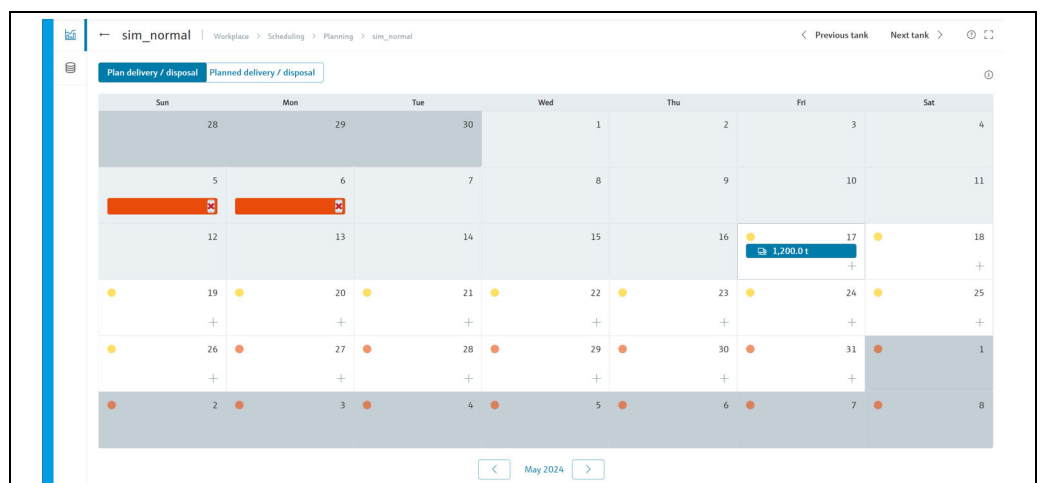 ← sim_normal | Workplace > Scheduling > Planning > sim_normal < Previous tank Next tank >
Plan delivery / disposal Planned delivery / disposal
Sun Mon Tue Wed Thu Fri Sat
28 29 30 1 2 3 4
5 6 7 8 9 10 11
12 13 14 15 16 17 18
1,200.0 t
+ +
19 20 21 22 23 24 25
+ + + + + + +
26 27 28 29 30 31 1
+ + + + + +
2 3 4 5 6 7 8
< May 2024 >